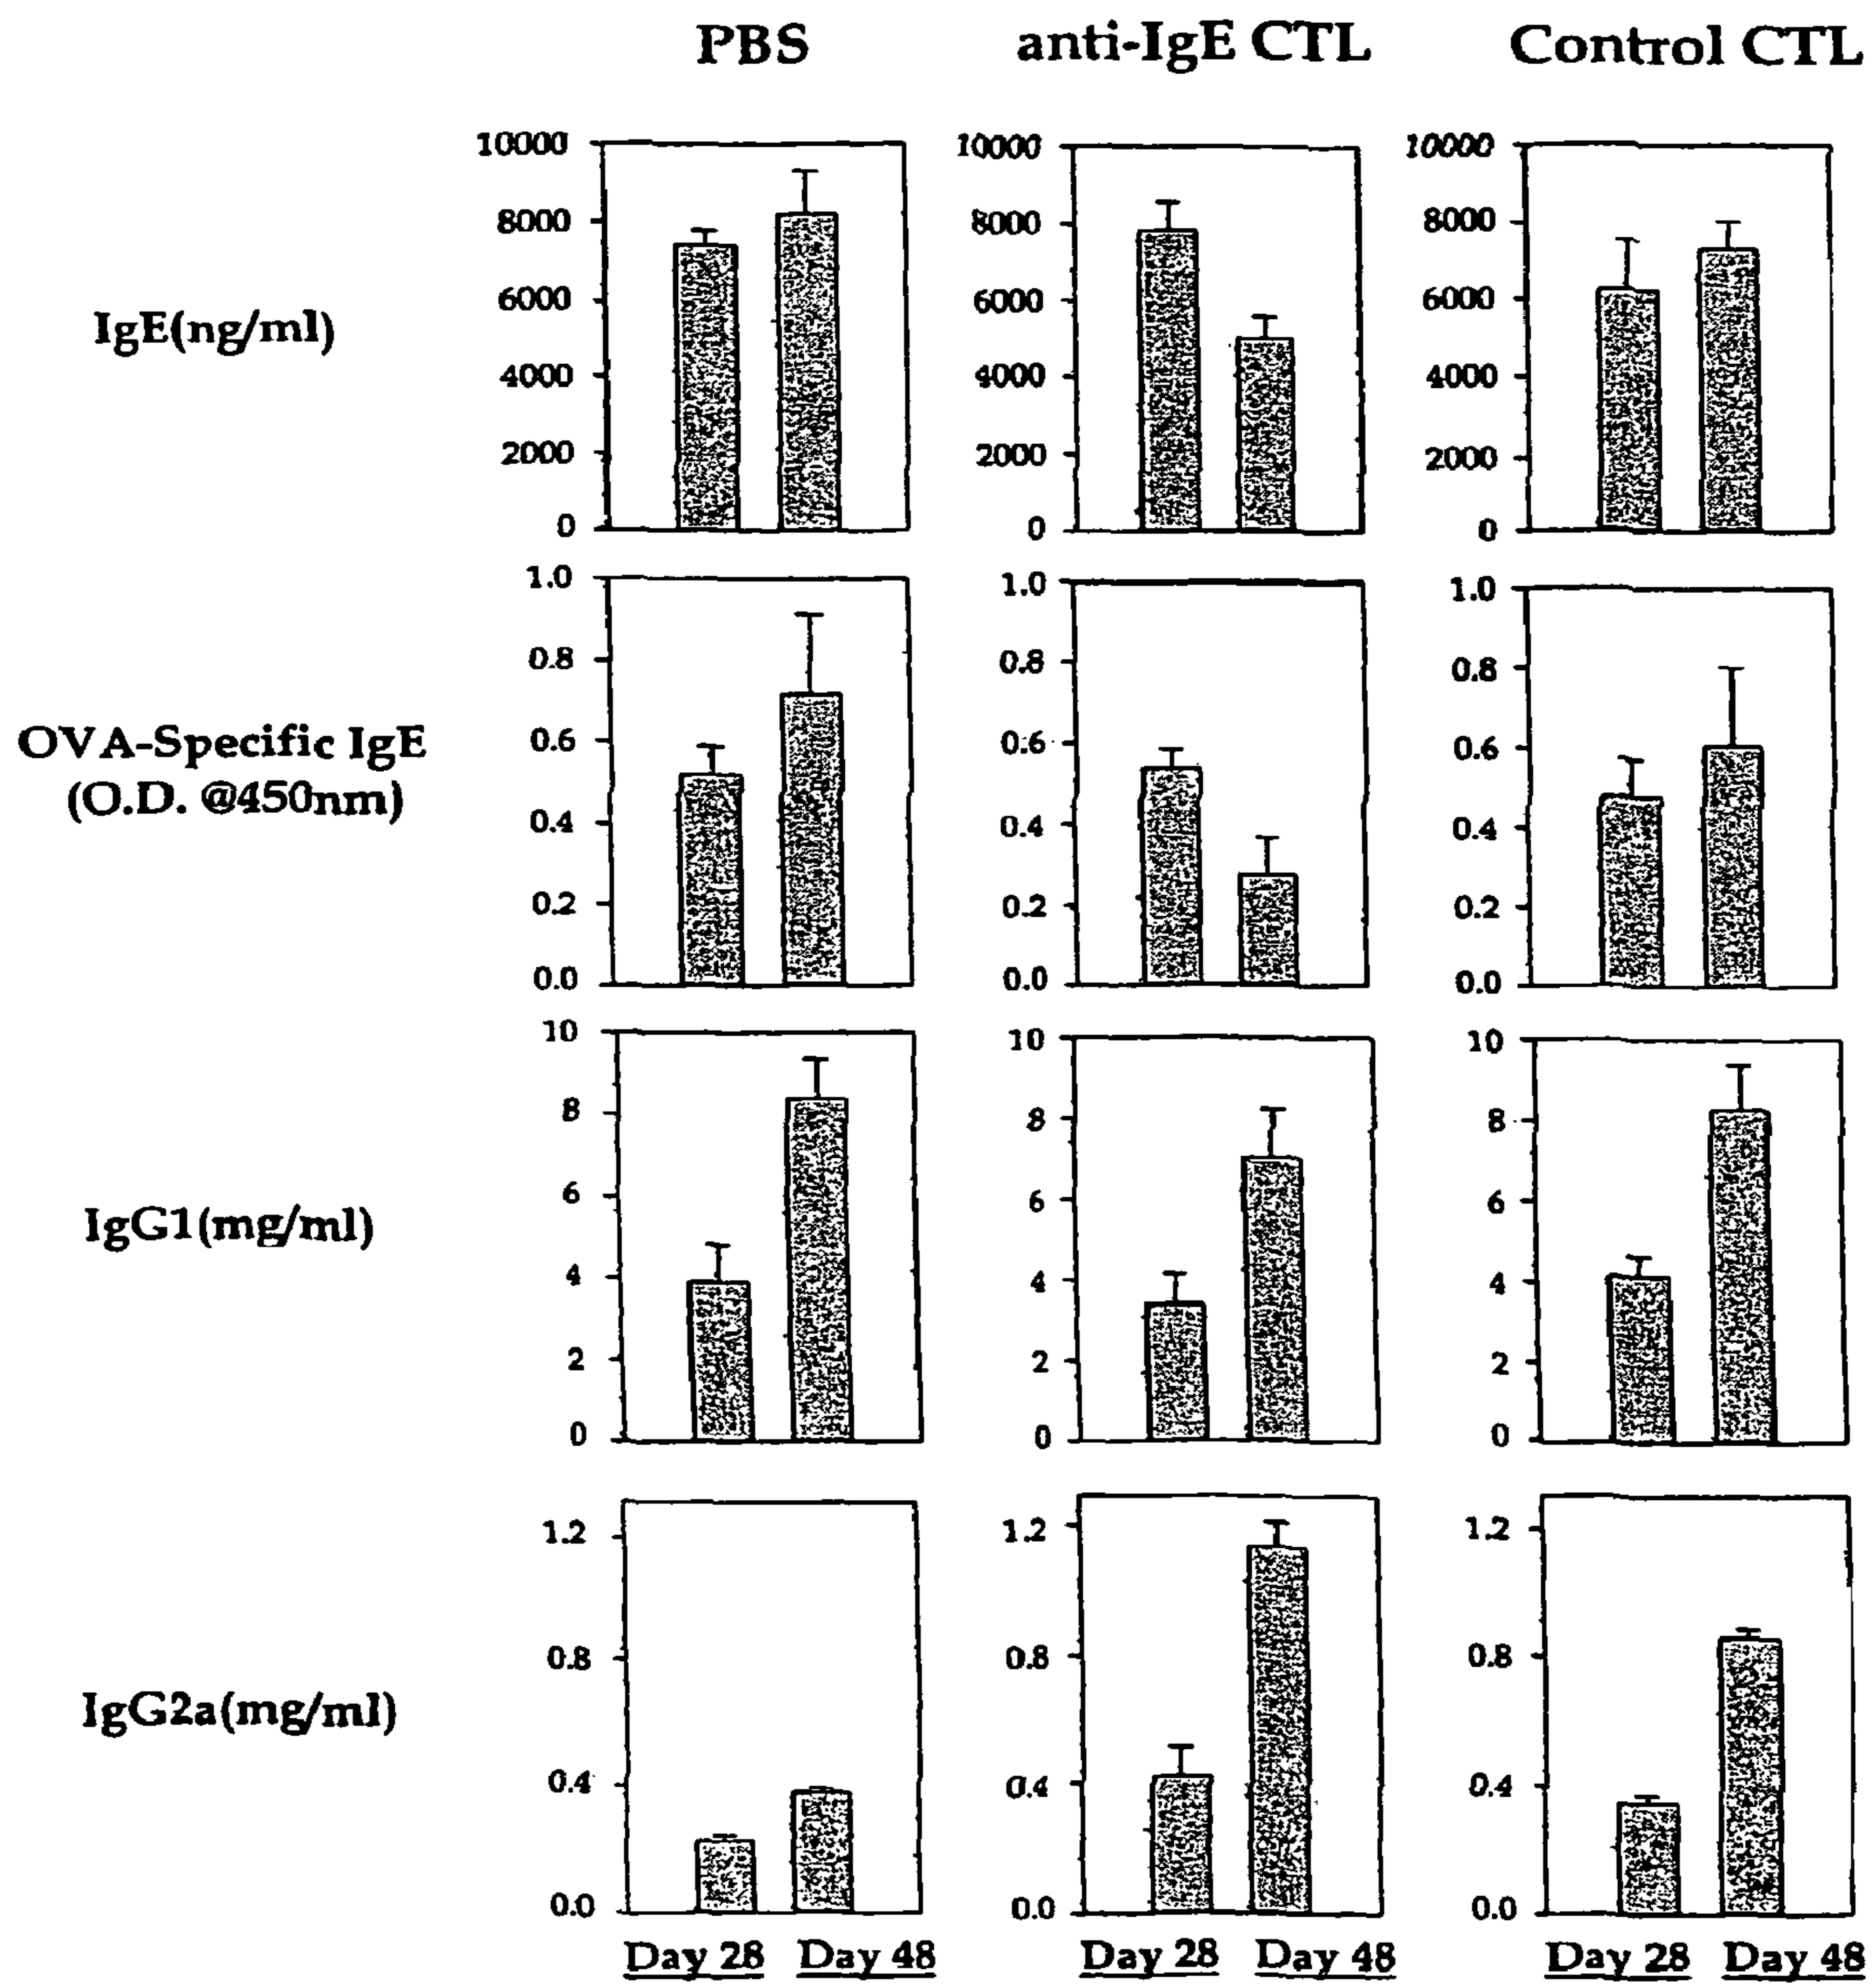 PBS anti-IgE CTL Control CTL
10000 10000 10000
8000 8000 8000
6000 6000 6000
IgE(ng/ml)
4000 4000 4000
2000 2000 2000
0 0 0
1.0 1.0 1.0
0.8 0.8 0.8
OVA-Specific IgE
0.6 0.6 0.6
(O.D. @450nm)
0.4 0.4 0.4
0.2 0.2 0.2
0.0 0.0 0.0
10 10 10
8 8 8
6 6 6
IgG1(mg/ml)
4 4 4
2 2 2
0 0 0
1.2 1.2 1.2
0.8 0.8 0.8
IgG2a(mg/ml)
0.4 0.4 0.4
0.0 0.0 0.0
Day 28 Day 48 Day 28 Day 48 Day 28 Day 48